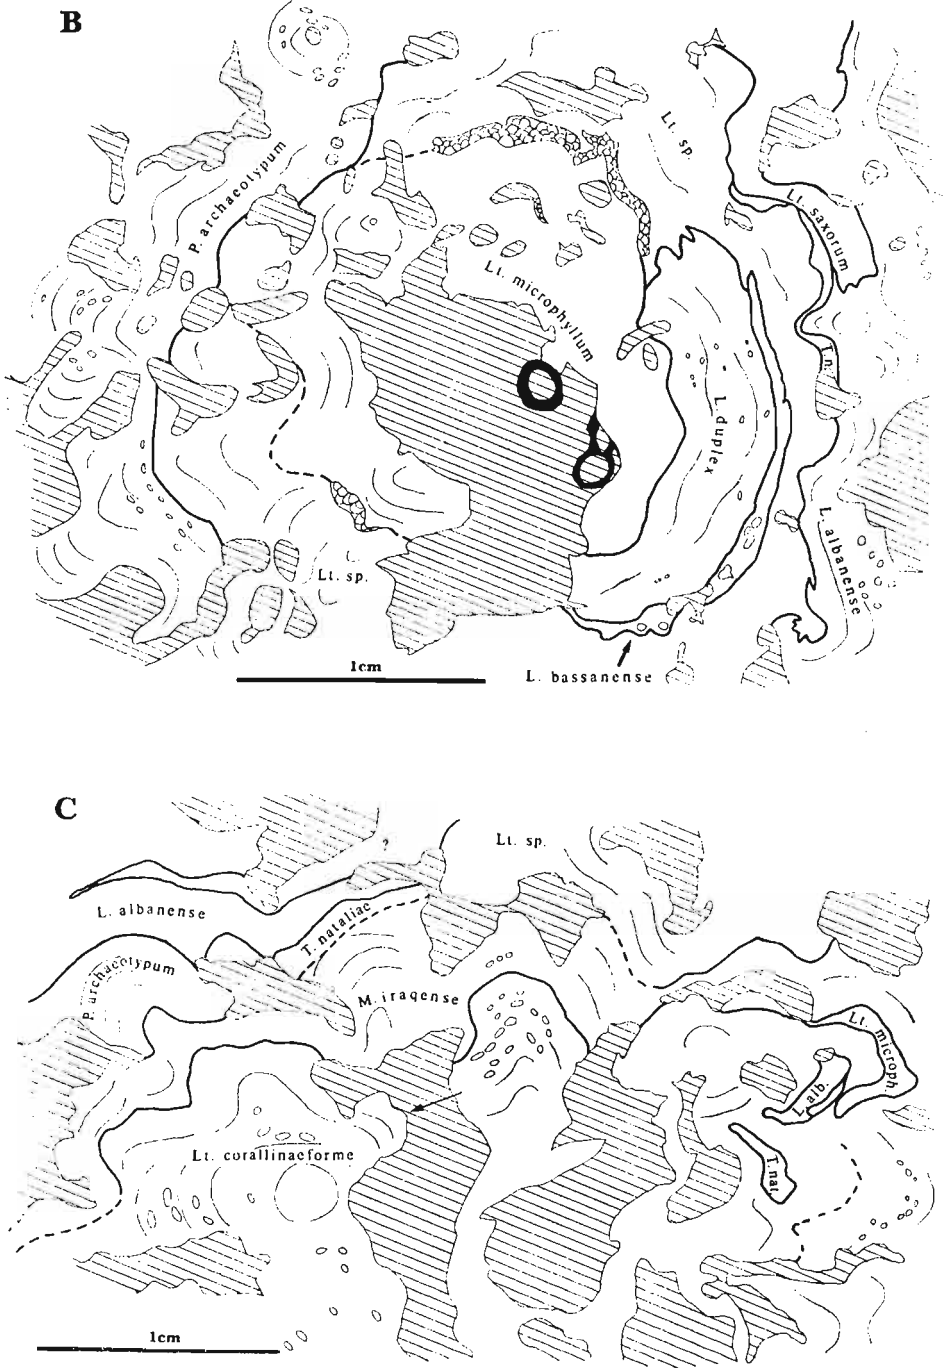 B
Lt. sp.
P. archaeotypum
Lt. saxorum
Lt. microphyllum
T.n.
L. duplex
L. albanense
Lt. sp.
1cm
L. bassanense
C
?
Lt. sp.
L. albanense
T. nataliae
P. archaeotypum
M. iraqense
Lt. microph.
L. alb.
Lt. corallinaeforme
T. nat.
1cm